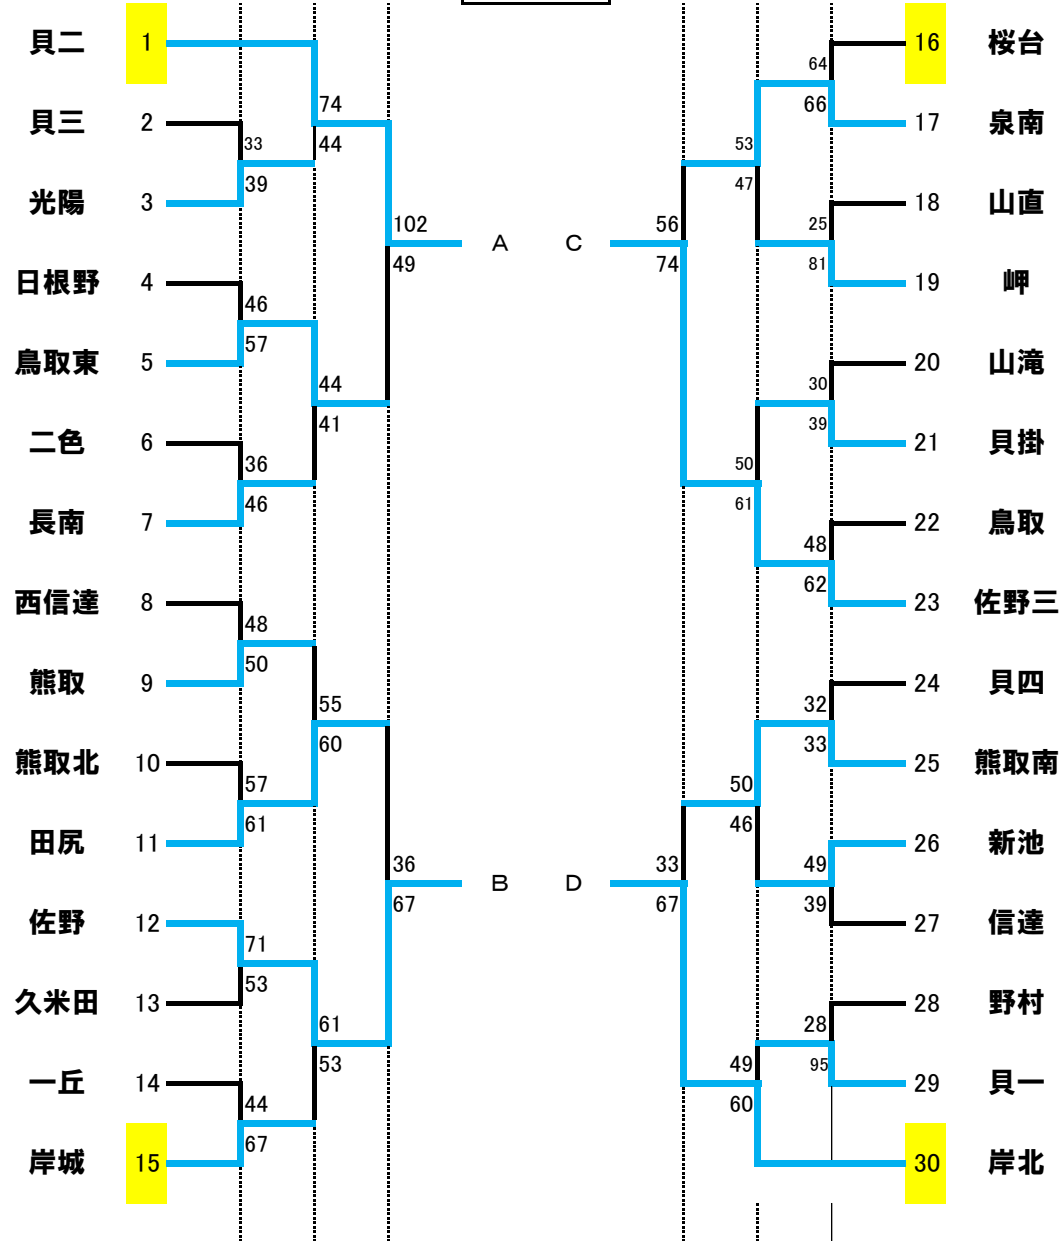 貝二 1 16 桜台
64
74 66
貝三 2 17 泉南
33 44 53
39 47
光陽 3 18 山直
102 56 25
A C
49 74 81
日根野 4 19 岬
46
57
鳥取東 5 20 山滝
44 30
41 39
二色 6 21 貝掛
36 50
46 61
長南 7 22 鳥取
48
62
西信達 8 23 佐野三
48
50
熊取 9 24 貝四
55 32
60 33
熊取北 10 25 熊取南
57 50
61 46
田尻 11 26 新池
36 33 49
B D
67 67 39
佐野 12 27 信達
71
53
久米田 13 28 野村
61 28
53 49 95
一丘 14 29 貝一
44 60
67
岸城 15 30 岸北